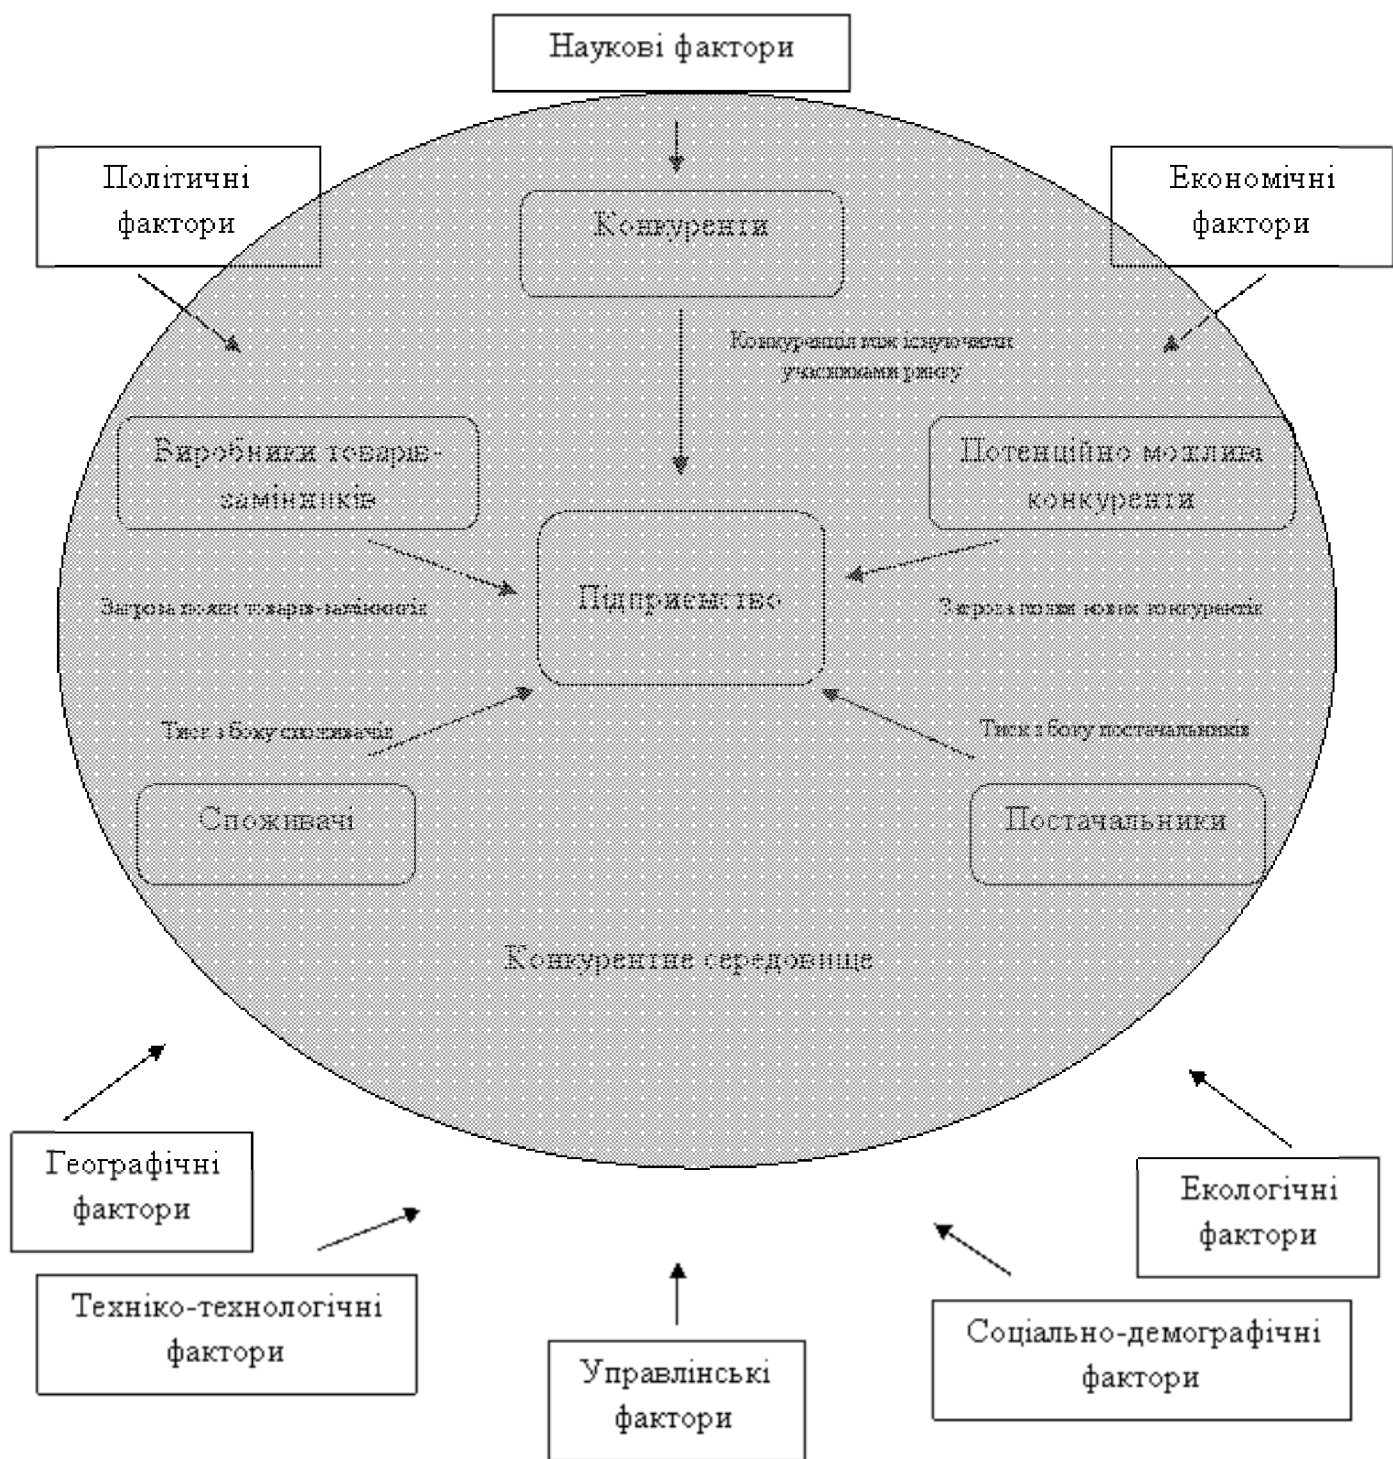 Наукові фактори
Політичні
фактори
Економічні
фактори
Конкуренти
Конкуренція між існуючими
учасниками ринку
Виробники товарів-
замінників
Потенційно можливі
конкуренти
Підприємство
Загроза появи товарів-замінників
Загроза появи нових конкурентів
Тиск з боку споживачів
Тиск з боку постачальників
Споживачі
Постачальники
Конкурентне середовище
Географічні
фактори
Екологічні
фактори
Техніко-технологічні
фактори
Соціально-демографічні
фактори
Управлінські
фактори